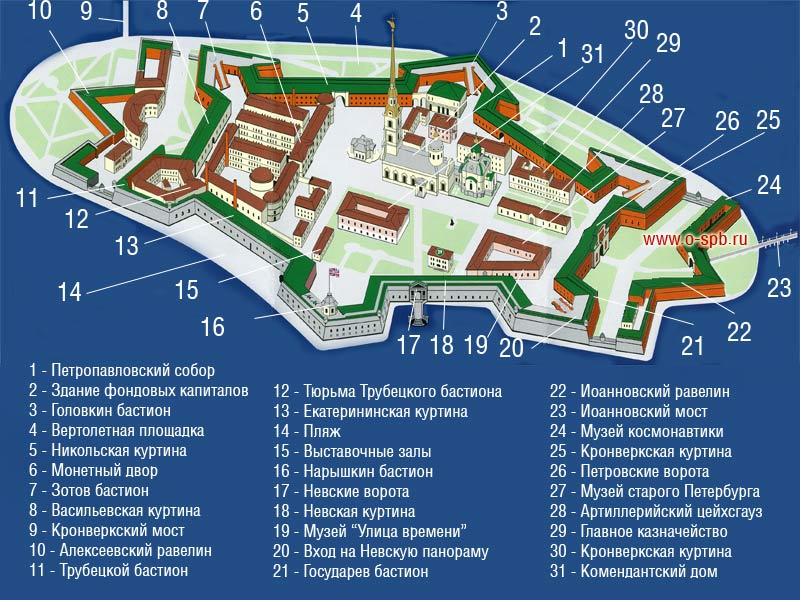 10
9
8
7
6
5
4
3
2
1
31
30
29
28
27
26
25
24
23
22
21
20
19
18
17
16
15
14
13
12
11
www.o-spb.ru
1 - Петропавловский собор
2 - Здание фондовых капиталов
3 - Головкин бастион
4 - Вертолетная площадка
5 - Никольская куртина
6 - Монетный двор
7 - Зотов бастион
8 - Васильевская куртина
9 - Кронверкский мост
10 - Алексеевский равелин
11 - Трубецкой бастион
12 - Тюрьма Трубецкого бастиона
13 - Екатерининская куртина
14 - Пляж
15 - Выставочные залы
16 - Нарышкин бастион
17 - Невские ворота
18 - Невская куртина
19 - Музей “Улица времени”
20 - Вход на Невскую панораму
21 - Государев бастион
22 - Иоанновский равелин
23 - Иоанновский мост
24 - Музей космонавтики
25 - Кронверкская куртина
26 - Петровские ворота
27 - Музей старого Петербурга
28 - Артиллерийский цейхсгауз
29 - Главное казначейство
30 - Кронверкская куртина
31 - Комендантский дом